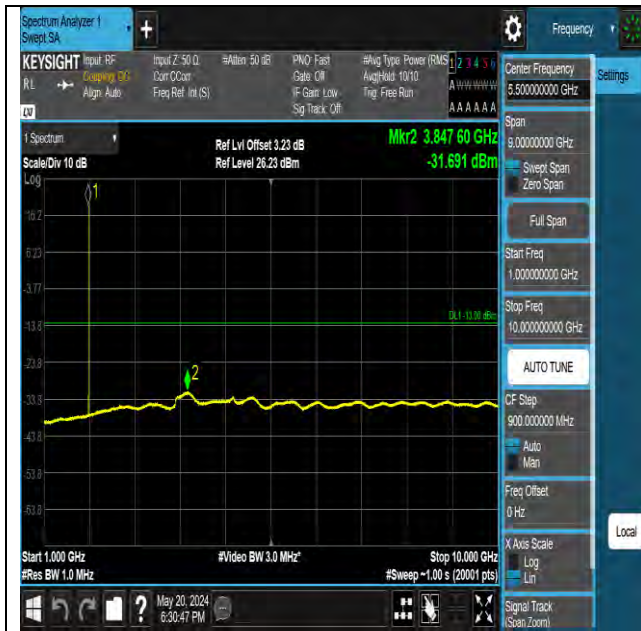 Spectrum Analyzer 1
Swept SA
+
Frequency
KEYSIGHT
RL
Input: RF
Coupling: DC
Align: Auto
Input Z: 50 Ω
Corr CCorr
Freq Ref: Int (S)
#Atten: 50 dB
PNO: Fast
Gate: Off
IF Gain: Low
Sig Track: Off
#Avg Type: Power (RMS)
Avg|Hold: 10/10
Trig: Free Run
1 2 3 4 5 6
A W W W W W
A A A A A A
1 Spectrum
Scale/Div 10 dB
Log
Ref Lvl Offset 3.23 dB
Ref Level 26.23 dBm
Mkr2 3.847 60 GHz
-31.691 dBm
1
16.2
6.23
-3.77
DL1 -13.00 dBm
-13.8
-23.8
2
-33.8
-43.8
-53.8
-63.8
Start 1.000 GHz
#Video BW 3.0 MHz*
Stop 10.000 GHz
#Res BW 1.0 MHz
#Sweep ~1.00 s (20001 pts)
?
May 20, 2024
6:30:47 PM
Center Frequency
5.500000000 GHz
Settings
Span
9.00000000 GHz
Swept Span
Zero Span
Full Span
Start Freq
1.000000000 GHz
Stop Freq
10.00000000 GHz
AUTO TUNE
CF Step
900.000000 MHz
Auto
Man
Freq Offset
0 Hz
X Axis Scale
Log
Lin
Local
Signal Track
(Span Zoom)